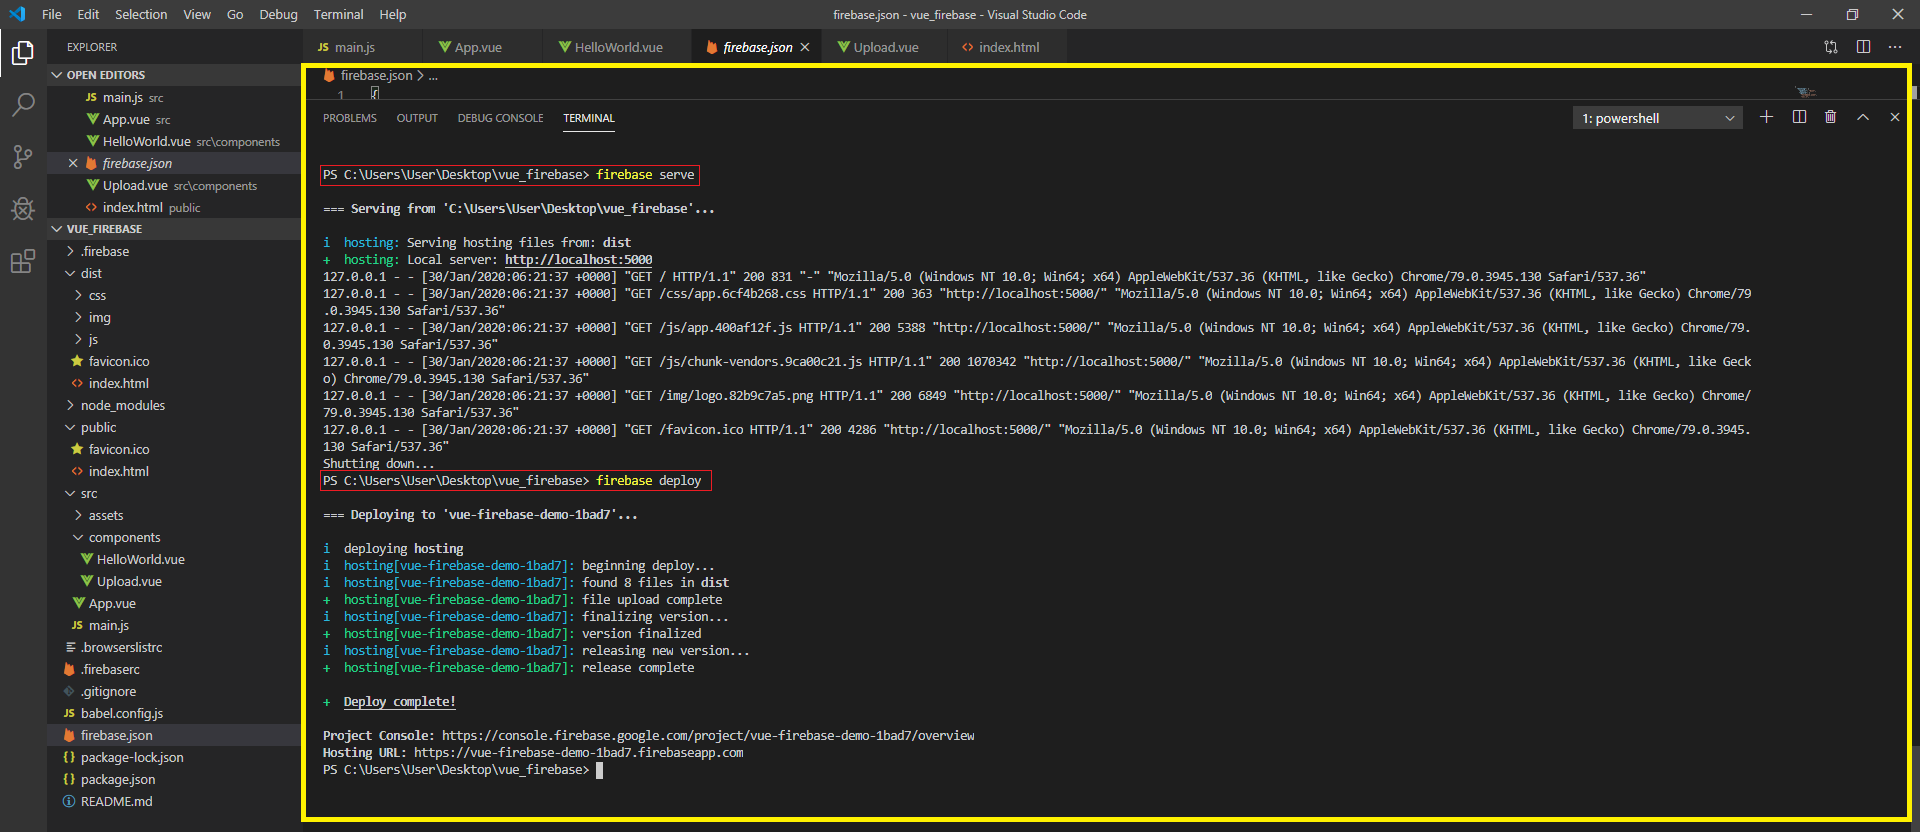 File Edit Selection View Go Debug Terminal Help
firebase.json - vue_firebase - Visual Studio Code
EXPLORER
OPEN EDITORS
JS main.js src
App.vue src
HelloWorld.vue src\components
firebase.json
Upload.vue src\components
<> index.html public
VUE_FIREBASE
.firebase
dist
css
img
js
favicon.ico
<> index.html
node_modules
public
favicon.ico
<> index.html
src
assets
components
HelloWorld.vue
Upload.vue
App.vue
JS main.js
.browserslistrc
.firebaserc
.gitignore
JS babel.config.js
firebase.json
{} package-lock.json
{} package.json
README.md
JS main.js App.vue HelloWorld.vue firebase.json Upload.vue <> index.html
firebase.json > ...
1 {
PROBLEMS OUTPUT DEBUG CONSOLE TERMINAL
1: powershell
PS C:\Users\User\Desktop\vue_firebase> firebase serve
=== Serving from 'C:\Users\User\Desktop\vue_firebase'...
i hosting: Serving hosting files from: dist
+ hosting: Local server: http://localhost:5000
127.0.0.1 - - [30/Jan/2020:06:21:37 +0000] "GET / HTTP/1.1" 200 831 "-" "Mozilla/5.0 (Windows NT 10.0; Win64; x64) AppleWebKit/537.36 (KHTML, like Gecko) Chrome/79.0.3945.130 Safari/537.36"
127.0.0.1 - - [30/Jan/2020:06:21:37 +0000] "GET /css/app.6cf4b268.css HTTP/1.1" 200 363 "http://localhost:5000/" "Mozilla/5.0 (Windows NT 10.0; Win64; x64) AppleWebKit/537.36 (KHTML, like Gecko) Chrome/79
.0.3945.130 Safari/537.36"
127.0.0.1 - - [30/Jan/2020:06:21:37 +0000] "GET /js/app.400af12f.js HTTP/1.1" 200 5388 "http://localhost:5000/" "Mozilla/5.0 (Windows NT 10.0; Win64; x64) AppleWebKit/537.36 (KHTML, like Gecko) Chrome/79.
0.3945.130 Safari/537.36"
127.0.0.1 - - [30/Jan/2020:06:21:37 +0000] "GET /js/chunk-vendors.9ca00c21.js HTTP/1.1" 200 1070342 "http://localhost:5000/" "Mozilla/5.0 (Windows NT 10.0; Win64; x64) AppleWebKit/537.36 (KHTML, like Geck
o) Chrome/79.0.3945.130 Safari/537.36"
127.0.0.1 - - [30/Jan/2020:06:21:37 +0000] "GET /img/logo.82b9c7a5.png HTTP/1.1" 200 6849 "http://localhost:5000/" "Mozilla/5.0 (Windows NT 10.0; Win64; x64) AppleWebKit/537.36 (KHTML, like Gecko) Chrome/
79.0.3945.130 Safari/537.36"
127.0.0.1 - - [30/Jan/2020:06:21:37 +0000] "GET /favicon.ico HTTP/1.1" 200 4286 "http://localhost:5000/" "Mozilla/5.0 (Windows NT 10.0; Win64; x64) AppleWebKit/537.36 (KHTML, like Gecko) Chrome/79.0.3945.
130 Safari/537.36"
Shutting down...
PS C:\Users\User\Desktop\vue_firebase> firebase deploy
=== Deploying to 'vue-firebase-demo-1bad7'...
i deploying hosting
i hosting[vue-firebase-demo-1bad7]: beginning deploy...
i hosting[vue-firebase-demo-1bad7]: found 8 files in dist
+ hosting[vue-firebase-demo-1bad7]: file upload complete
i hosting[vue-firebase-demo-1bad7]: finalizing version...
+ hosting[vue-firebase-demo-1bad7]: version finalized
i hosting[vue-firebase-demo-1bad7]: releasing new version...
+ hosting[vue-firebase-demo-1bad7]: release complete
+ Deploy complete!
Project Console: https://console.firebase.google.com/project/vue-firebase-demo-1bad7/overview
Hosting URL: https://vue-firebase-demo-1bad7.firebaseapp.com
PS C:\Users\User\Desktop\vue_firebase>